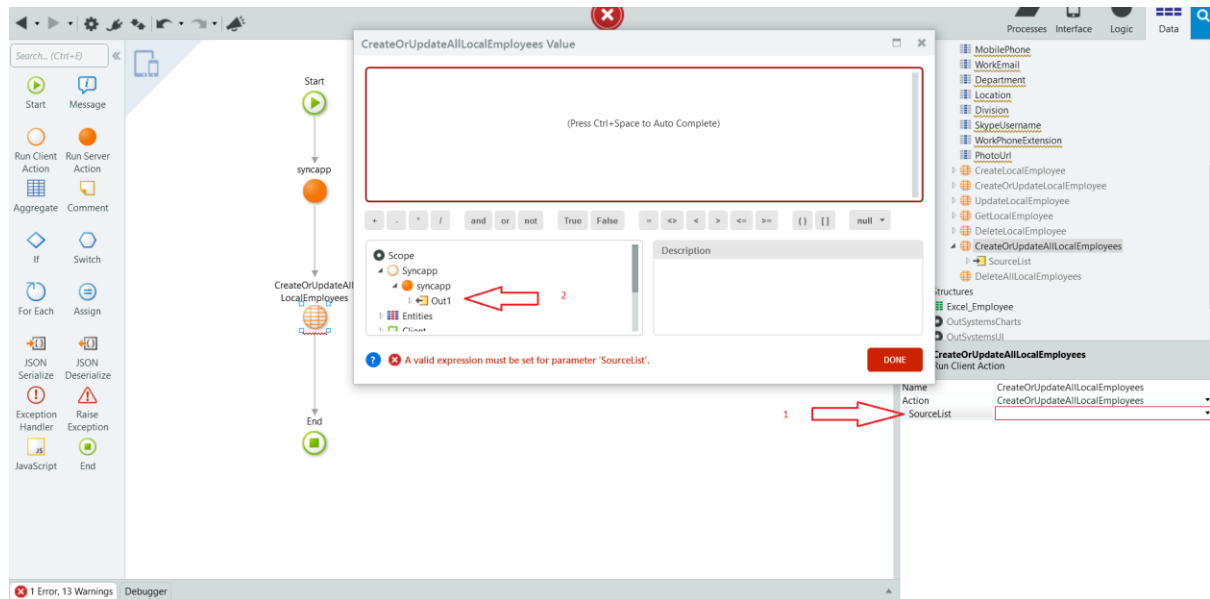 Processes Interface Logic Data
Search... (Ctrl+E)
Start Message
Run Client Action
Run Server Action
Aggregate Comment
If Switch
For Each Assign
JSON Serialize
JSON Deserialize
Exception Handler
Raise Exception
JS
JavaScript End
Start
syncapp
CreateOrUpdateAll
LocalEmployees
End
CreateOrUpdateAllLocalEmployees Value
(Press Ctrl+Space to Auto Complete)
+ - * / and or not True False = <> < > <= >= ( ) [ ] null
Scope
Syncapp
syncapp
Out1
2
Entities
Client
Description
? A valid expression must be set for parameter 'SourceList'.
DONE
MobilePhone
WorkEmail
Department
Location
Division
SkypeUsername
WorkPhoneExtension
PhotoUrl
CreateLocalEmployee
CreateOrUpdateLocalEmployee
UpdateLocalEmployee
GetLocalEmployee
DeleteLocalEmployee
CreateOrUpdateAllLocalEmployees
SourceList
DeleteAllLocalEmployees
Structures
Excel_Employee
OutSystemsCharts
OutSystemsUI
CreateOrUpdateAllLocalEmployees
Run Client Action
Name CreateOrUpdateAllLocalEmployees
Action CreateOrUpdateAllLocalEmployees
1
SourceList
1 Error, 13 Warnings Debugger